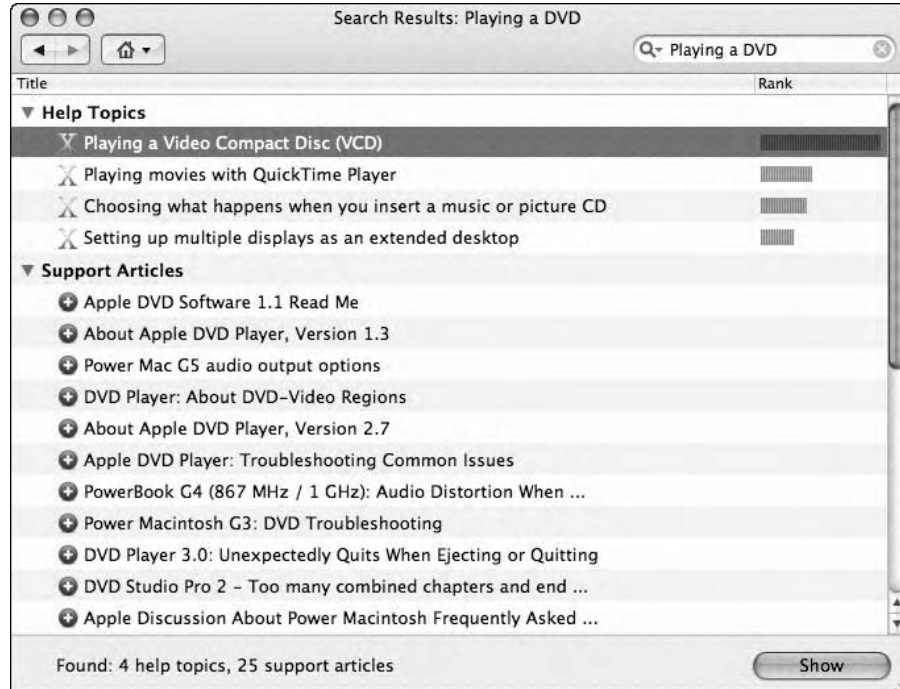 Search Results: Playing a DVD
Playing a DVD
Title Rank
Help Topics
Playing a Video Compact Disc (VCD)
Playing movies with QuickTime Player
Choosing what happens when you insert a music or picture CD
Setting up multiple displays as an extended desktop
Support Articles
Apple DVD Software 1.1 Read Me
About Apple DVD Player, Version 1.3
Power Mac G5 audio output options
DVD Player: About DVD-Video Regions
About Apple DVD Player, Version 2.7
Apple DVD Player: Troubleshooting Common Issues
PowerBook G4 (867 MHz / 1 GHz): Audio Distortion When ...
Power Macintosh G3: DVD Troubleshooting
DVD Player 3.0: Unexpectedly Quits When Ejecting or Quitting
DVD Studio Pro 2 – Too many combined chapters and end ...
Apple Discussion About Power Macintosh Frequently Asked ...
Found: 4 help topics, 25 support articles Show